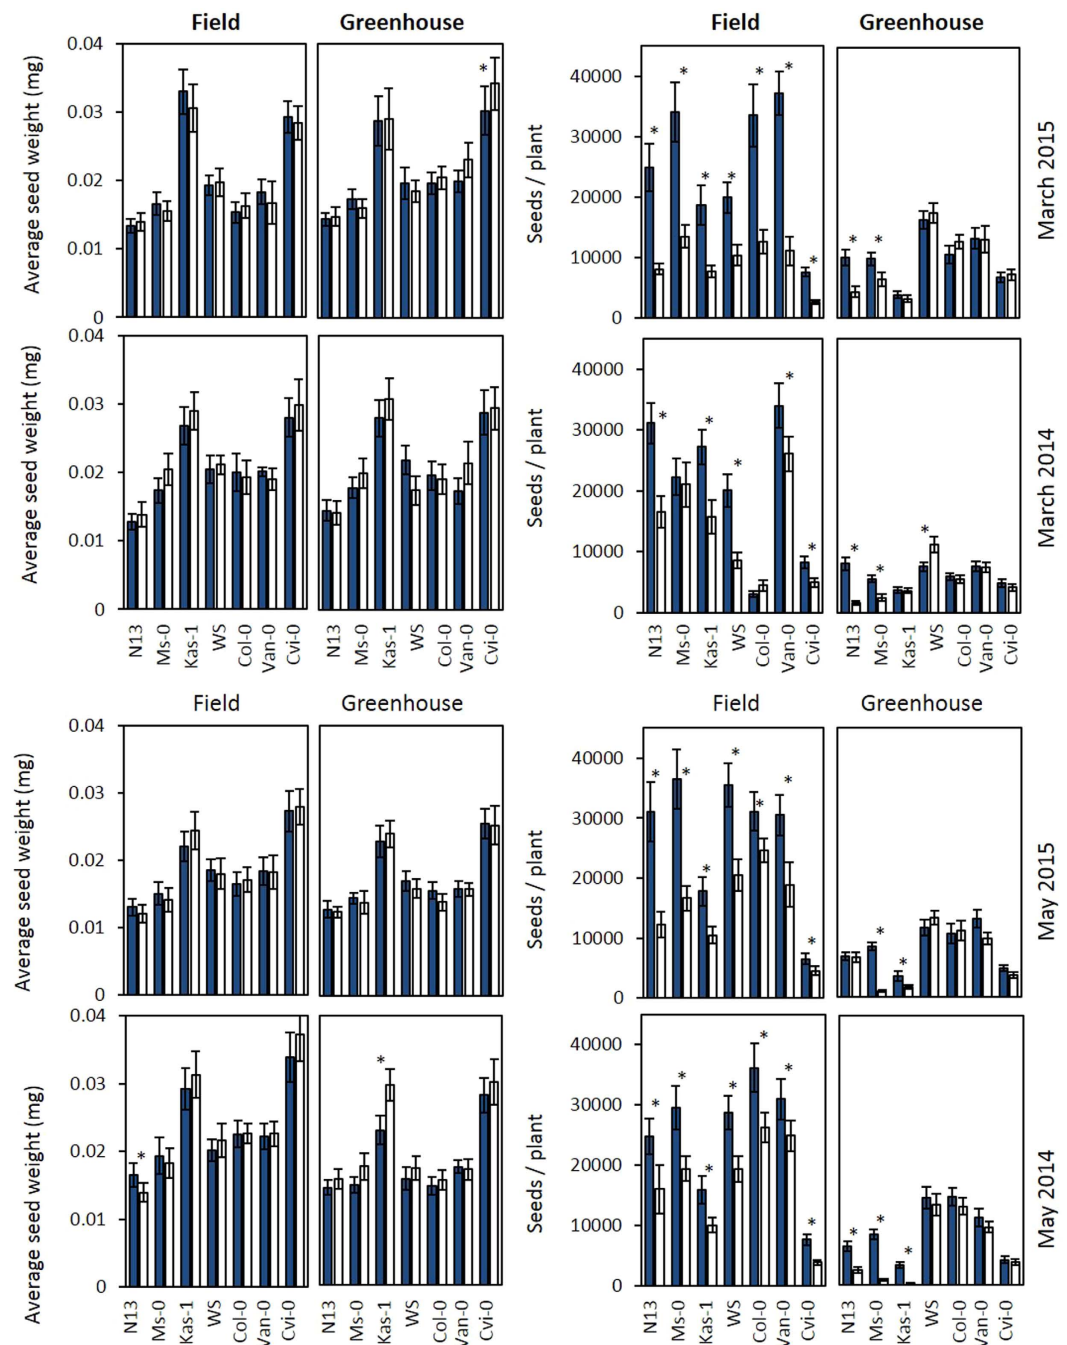 Field Greenhouse Field Greenhouse
Average seed weight (mg)
0.04
0.03
0.02
0.01
0
*
Seeds / plant
40000
30000
20000
10000
0
* * * * * * *
* *
March 2015
Average seed weight (mg)
0.04
0.03
0.02
0.01
0
Seeds / plant
40000
30000
20000
10000
0
* * * * *
* * *
March 2014
N13 Ms-0 Kas-1 WS Col-0 Van-0 Cvi-0
N13 Ms-0 Kas-1 WS Col-0 Van-0 Cvi-0
N13 Ms-0 Kas-1 WS Col-0 Van-0 Cvi-0
N13 Ms-0 Kas-1 WS Col-0 Van-0 Cvi-0
Field Greenhouse Field Greenhouse
Average seed weight (mg)
0.04
0.03
0.02
0.01
0
Seeds / plant
40000
30000
20000
10000
0
* * * * * * *
* *
May 2015
Average seed weight (mg)
0.04
0.03
0.02
0.01
0
*
*
Seeds / plant
40000
30000
20000
10000
0
* * * * * * *
* * *
May 2014
N13 Ms-0 Kas-1 WS Col-0 Van-0 Cvi-0
N13 Ms-0 Kas-1 WS Col-0 Van-0 Cvi-0
N13 Ms-0 Kas-1 WS Col-0 Van-0 Cvi-0
N13 Ms-0 Kas-1 WS Col-0 Van-0 Cvi-0